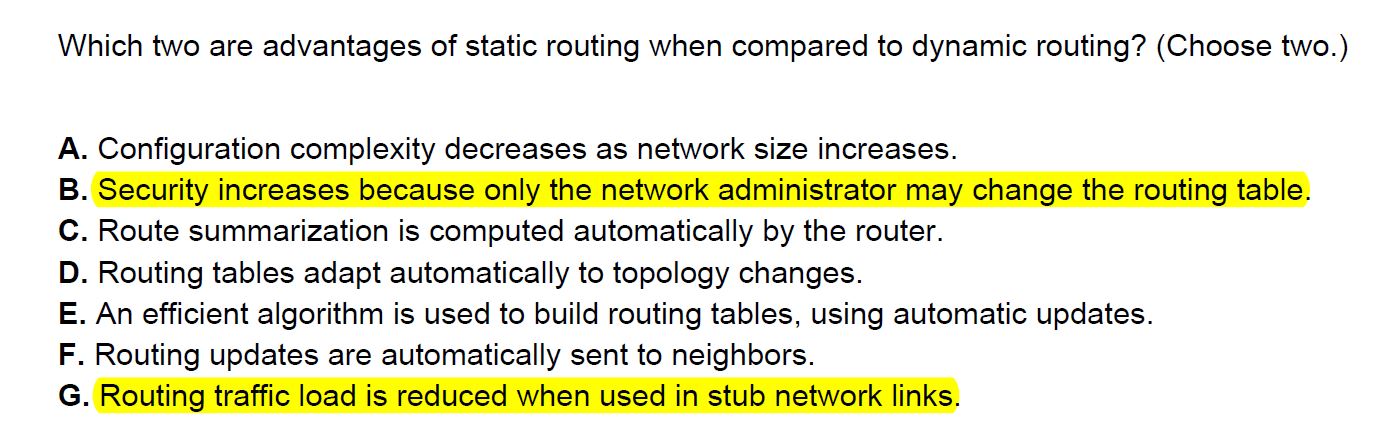 Which two are advantages of static routing when compared to dynamic routing? (Choose two.)
A. Configuration complexity decreases as network size increases.
B. Security increases because only the network administrator may change the routing table.
C. Route summarization is computed automatically by the router.
D. Routing tables adapt automatically to topology changes.
E. An efficient algorithm is used to build routing tables, using automatic updates.
F. Routing updates are automatically sent to neighbors.
G. Routing traffic load is reduced when used in stub network links.